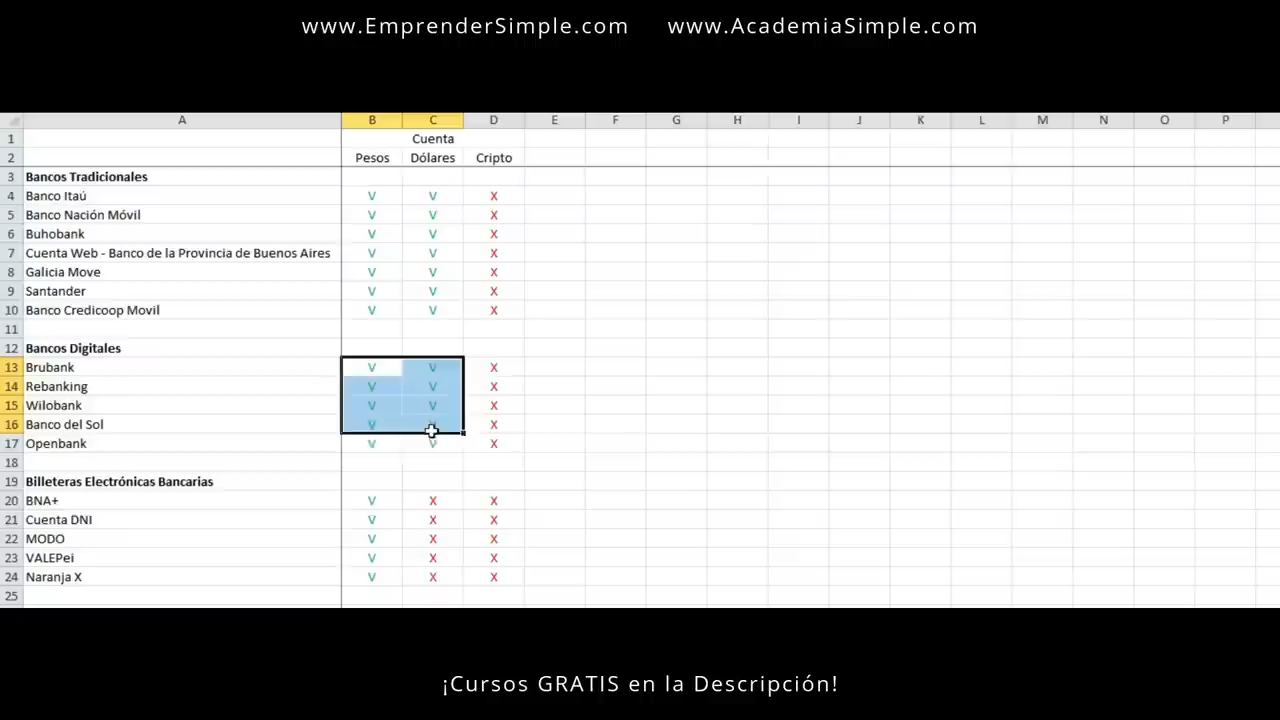 www.EmprenderSimple.com www.AcademiaSimple.com
A B C D E F G H I J K L M N O P
1 Cuenta
2 Pesos Dólares Cripto
3 Bancos Tradicionales
4 Banco Itaú V V X
5 Banco Nación Móvil V V X
6 Buhobank V V X
7 Cuenta Web - Banco de la Provincia de Buenos Aires V V X
8 Galicia Move V V X
9 Santander V V X
10 Banco Credicoop Movil V V X
11
12 Bancos Digitales
13 Brubank V V X
14 Rebanking V V X
15 Wilobank V V X
16 Banco del Sol V V X
17 Openbank V V X
18
19 Billeteras Electrónicas Bancarias
20 BNA+ V X X
21 Cuenta DNI V X X
22 MODO V X X
23 VALEPei V X X
24 Naranja X V X X
25
¡Cursos GRATIS en la Descripción!